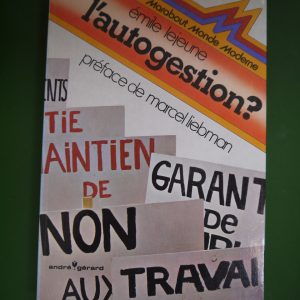 Marabout Monde Moderne
émile lejeune
l'autogestion?
préface de marcel liebman
ENTS
TIE
AINTIEN
DE
GARANT
DE
NON
andré gérard
AU
TRAVAI